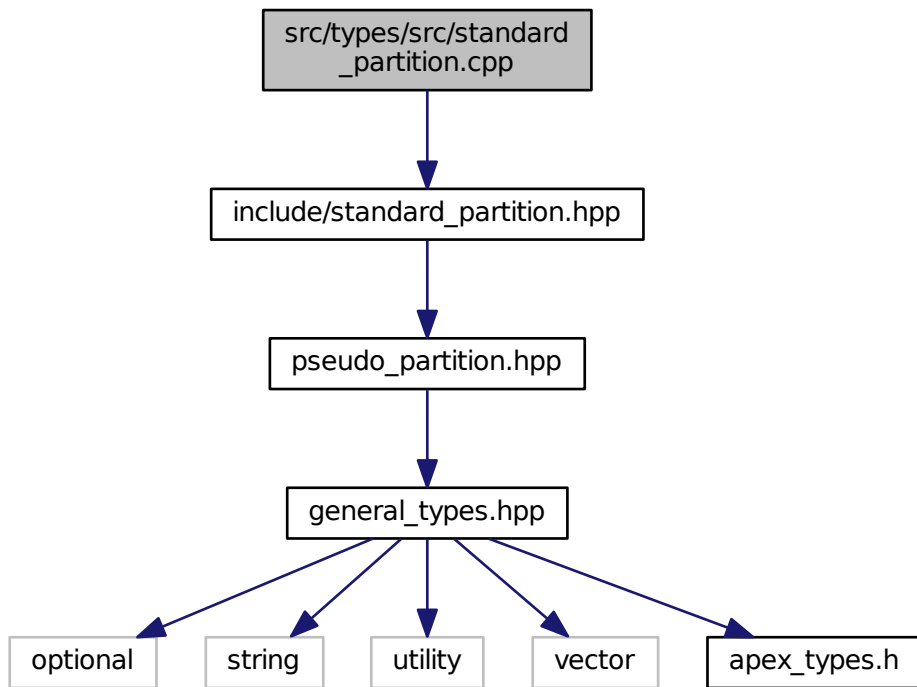 src/types/src/standard
_partition.cpp
include/standard_partition.hpp
pseudo_partition.hpp
general_types.hpp
optional
string
utility
vector
apex_types.h